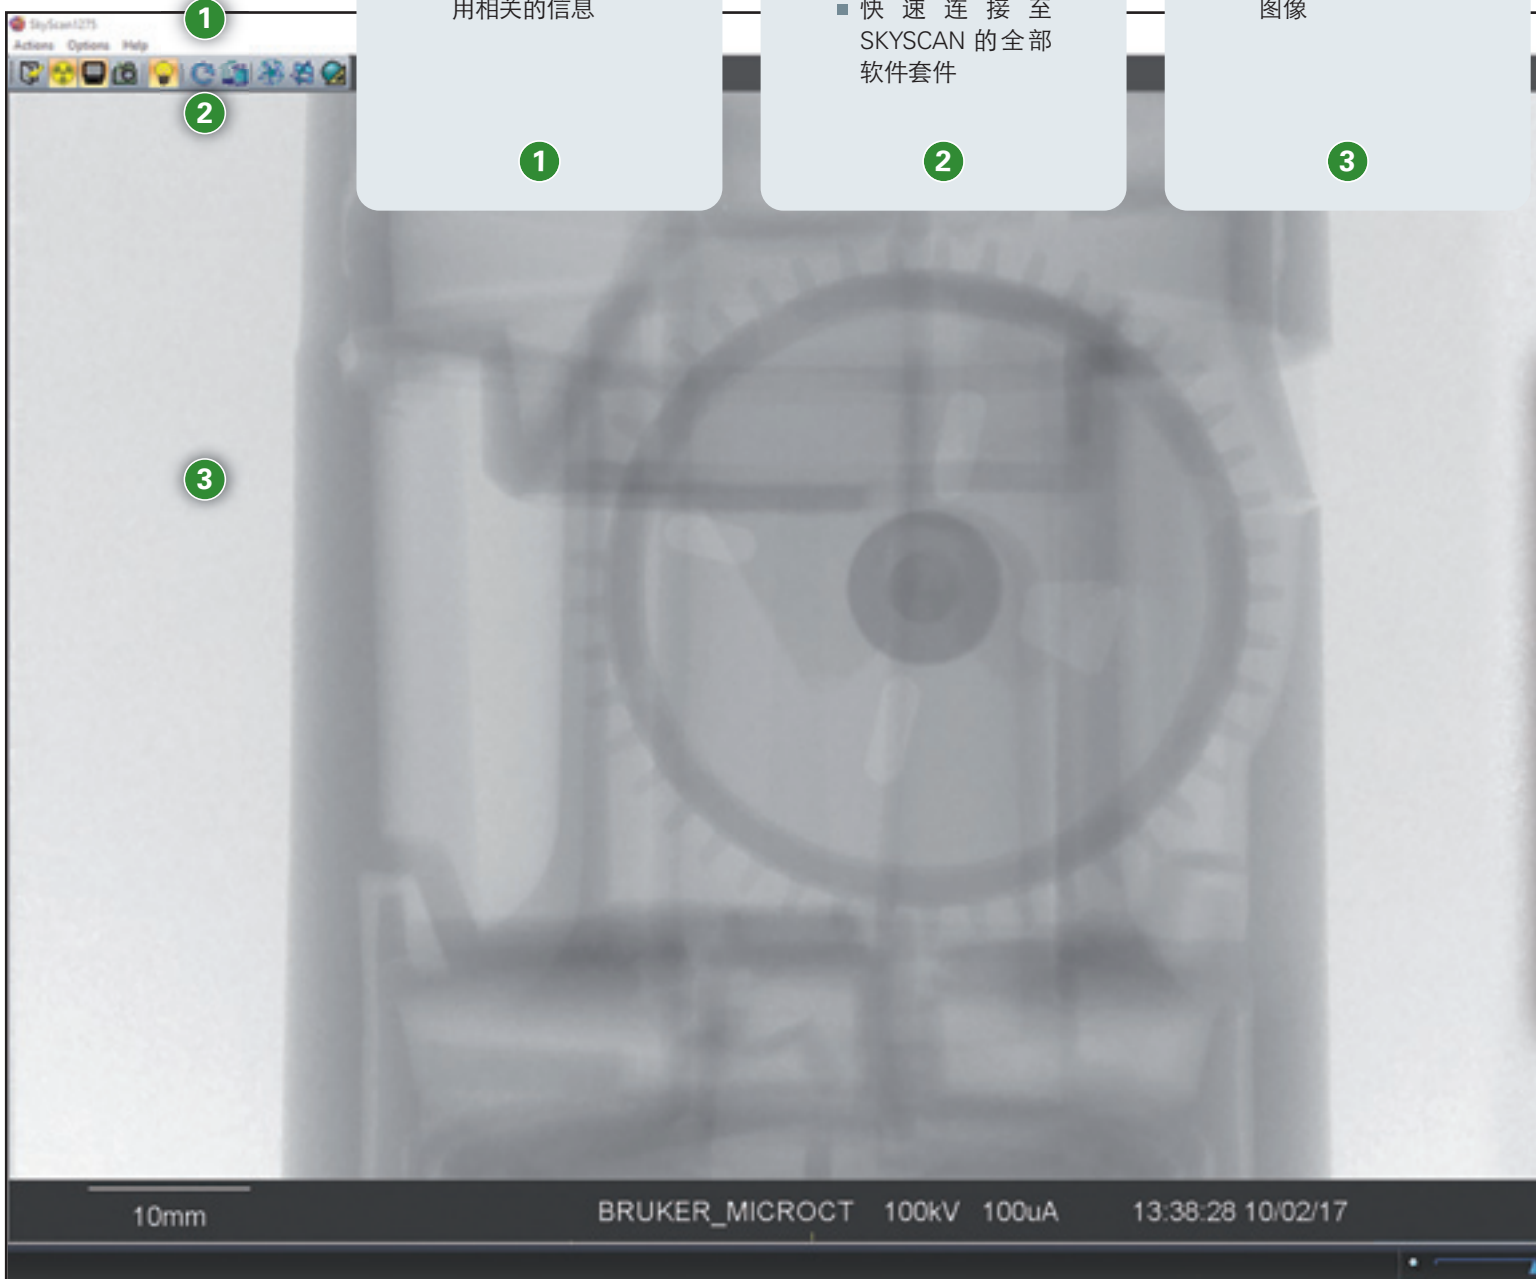 用相关的信息
快速连接至
SKYSCAN 的全部
软件套件
图像
1
2
3
SkyScan1275
Actions Options Help
1
2
3
10mm
BRUKER_MICROCT 100kV 100uA 13:38:28 10/02/17